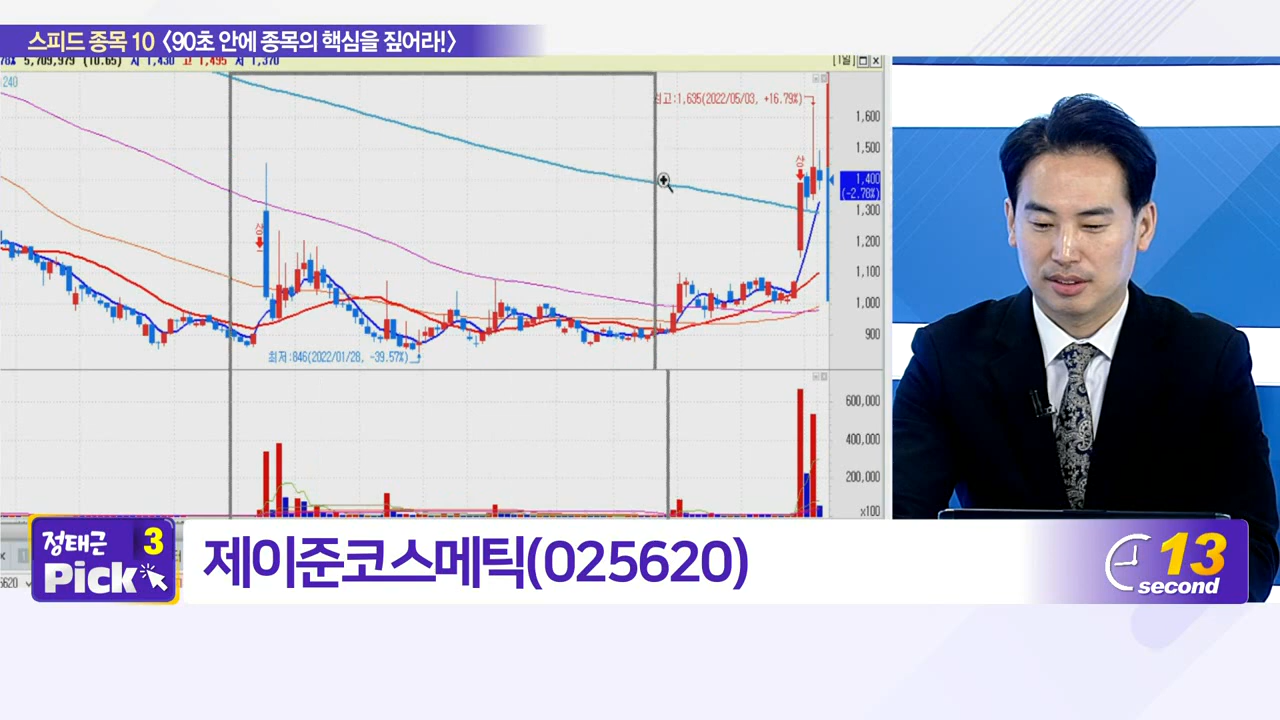 스피드 종목 10 〈90초 안에 종목의 핵심을 짚어라!〉
78% 5,709,979 (10.65) 시 1,430 고 1,495 저 1,370
[1일]
240
최고:1,635(2022/05/03, +16.79%)
1,600
1,500
상
1,400
(-2.78%)
1,300
상
1,200
1,100
1,000
900
최저:846(2022/01/28, -39.57%)
600,000
400,000
200,000
x100
정태근 3
Pick
제이준코스메틱(025620)
13
second